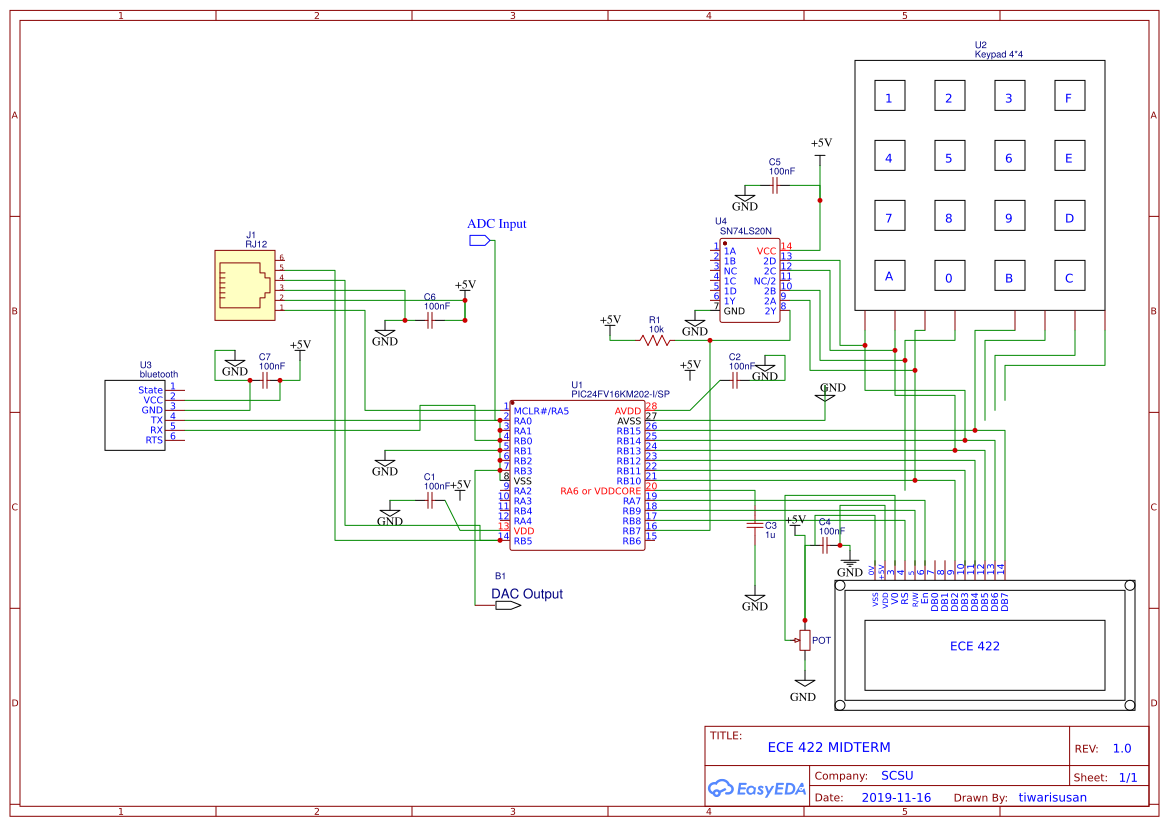 1 2 3 4 5
A A
B B
C C
D D
1 2 3 4 5
U2
Keypad 4*4
1 2 3 F
4 5 6 E
7 8 9 D
A 0 B C
+5V
C5
100nF
GND
U4
SN74LS20N
1 1A VCC 14
2 1B 2D 13
3 NC 2C 12
4 1C NC/2 11
5 1D 2B 10
6 1Y 2A 9
7 GND 2Y 8
GND
ADC Input
J1
RJ12
6
5
4
3
2
1
+5V
C6
100nF
GND
+5V
R1
10k
+5V
C7
100nF
GND
U3
bluetooth
State 1
VCC 2
GND 3
TX 4
RX 5
RTS 6
+5V
C2
100nF
GND
GND
U1
PIC24FV16KM202-I/SP
1 MCLR#/RA5 AVDD 28
2 RA0 AVSS 27
3 RA1 RB15 26
4 RB0 RB14 25
5 RB1 RB13 24
6 RB2 RB12 23
7 RB3 RB11 22
8 VSS RB10 21
9 RA2 RA6 or VDDCORE 20
10 RA3 RA7 19
11 RB4 RB9 18
12 RA4 RB8 17
13 VDD RB7 16
14 RB5 RB6 15
GND
C1
100nF
+5V
GND
B1
DAC Output
C3
1u
GND
+5V
C4
100nF
GND
POT
GND
0V +5V 3 4 5 6 7 8 9 10 11 12 13 14
VSS VDD V0 RS R/W En DB0 DB1 DB2 DB3 DB4 DB5 DB6 DB7
ECE 422
TITLE:
ECE 422 MIDTERM
REV: 1.0
EasyEDA
Company: SCSU
Sheet: 1/1
Date: 2019-11-16 Drawn By: tiwarisusan